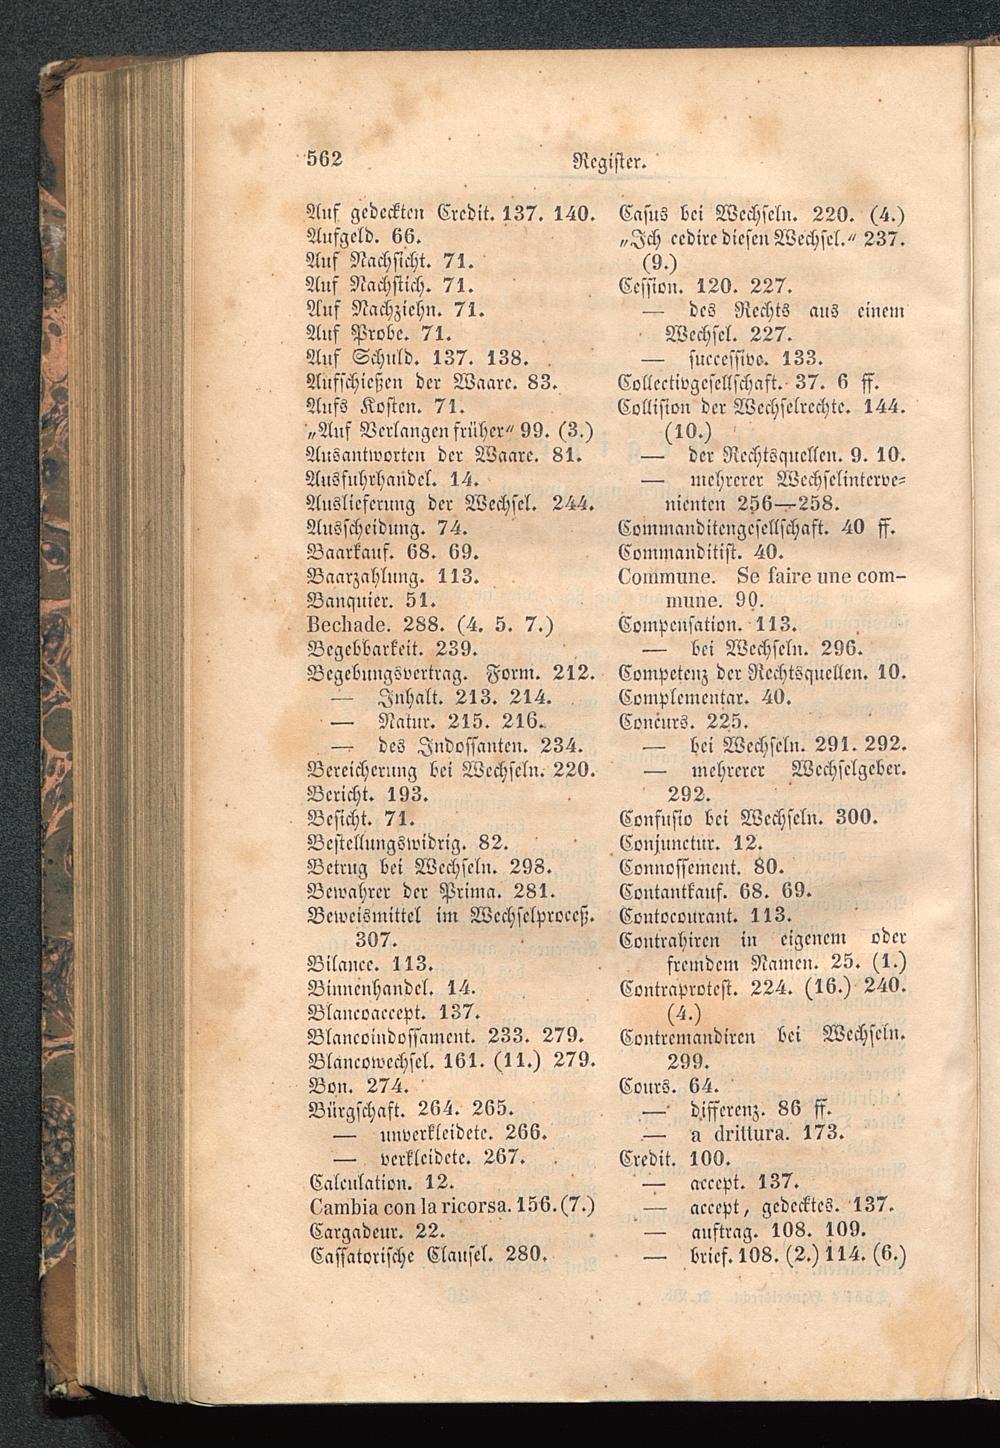 562
Register.
Auf gedeckten Credit. 137. 140.
Aufgeld. 66.
Auf Nachsicht. 71.
Auf Nachstich. 71.
Auf Nachziehn. 71.
Auf Probe. 71.
Auf Schuld. 137. 138.
Aufschießen der Waare. 83.
Aufs Kosten. 71.
„Auf Verlangen früher“ 99. (3.)
Ausantworten der Waare. 81.
Ausfuhrhandel. 14.
Auslieferung der Wechsel. 244.
Ausscheidung. 74.
Baarkauf. 68. 69.
Baarzahlung. 113.
Banquier. 51.
Bechade. 288. (4. 5. 7.)
Begebbarkeit. 239.
Begebungsvertrag. Form. 212.
— Inhalt. 213. 214.
— Natur. 215. 216.
— des Indossanten. 234.
Bereicherung bei Wechseln. 220.
Bericht. 193.
Besicht. 71.
Bestellungswidrig. 82.
Betrug bei Wechseln. 298.
Bewahrer der Prima. 281.
Beweismittel im Wechselproceß.
307.
Bilance. 113.
Binnenhandel. 14.
Blancoaccept. 137.
Blancoindossament. 233. 279.
Blancowechsel. 161. (11.) 279.
Bon. 274.
Bürgschaft. 264. 265.
— unverkleidete. 266.
— verkleidete. 267.
Calculation. 12.
Cambia con la ricorsa. 156. (7.)
Cargadeur. 22.
Cassatorische Clausel. 280.
Casus bei Wechseln. 220. (4.)
„Ich cedire diesen Wechsel.“ 237.
(9.)
Cession. 120. 227.
— des Rechts aus einem
Wechsel. 227.
— successive. 133.
Collectivgesellschaft. 37. 6 ff.
Collision der Wechselrechte. 144.
(10.)
— der Rechtsquellen. 9. 10.
— mehrerer Wechselinterve-
nienten 256—258.
Commanditengesellschaft. 40 ff.
Commanditist. 40.
Commune. Se faire une com-
mune. 90.
Compensation. 113.
— bei Wechseln. 296.
Competenz der Rechtsquellen. 10.
Complementar. 40.
Concurs. 225.
— bei Wechseln. 291. 292.
— mehrerer Wechselgeber.
292.
Confusio bei Wechseln. 300.
Conjunctur. 12.
Connossement. 80.
Contantkauf. 68. 69.
Contocourant. 113.
Contrahiren in eigenem oder
fremdem Namen. 25. (1.)
Contraprotest. 224. (16.) 240.
(4.)
Contremandiren bei Wechseln.
299.
Cours. 64.
— differenz. 86 ff.
— a drittura. 173.
Credit. 100.
— accept. 137.
— accept, gedecktes. 137.
— auftrag. 108. 109.
— brief. 108. (2.) 114. (6.)